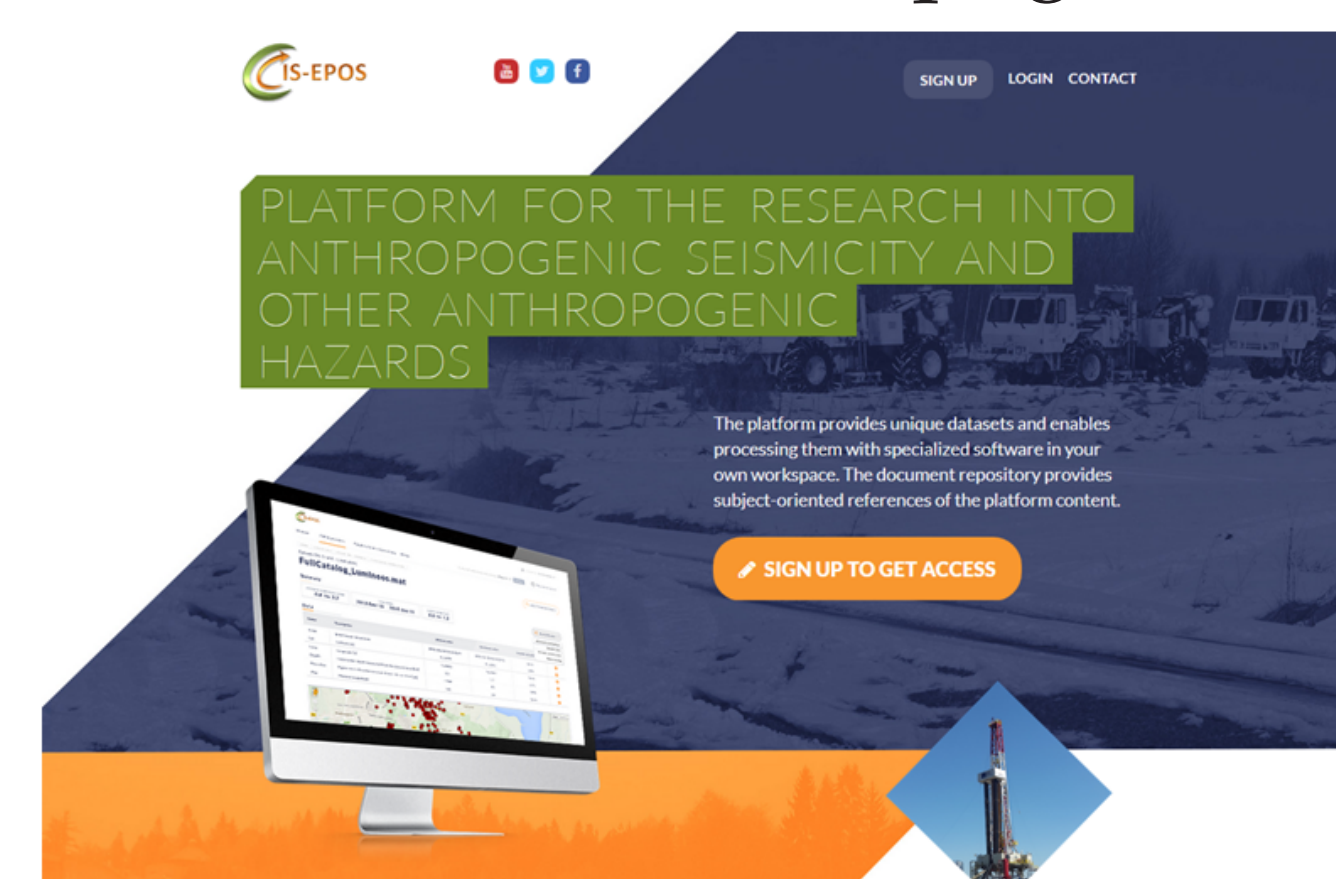 IS-EPOS
You
SIGN UP
LOGIN
CONTACT
PLATFORM FOR THE RESEARCH INTO
ANTHROPOGENIC SEISMICITY AND
OTHER ANTHROPOGENIC
HAZARDS
The platform provides unique datasets and enables
processing them with specialized software in your
own workspace. The document repository provides
subject-oriented references of the platform content.
SIGN UP TO GET ACCESS
FullCatalog_Lumineos.mat